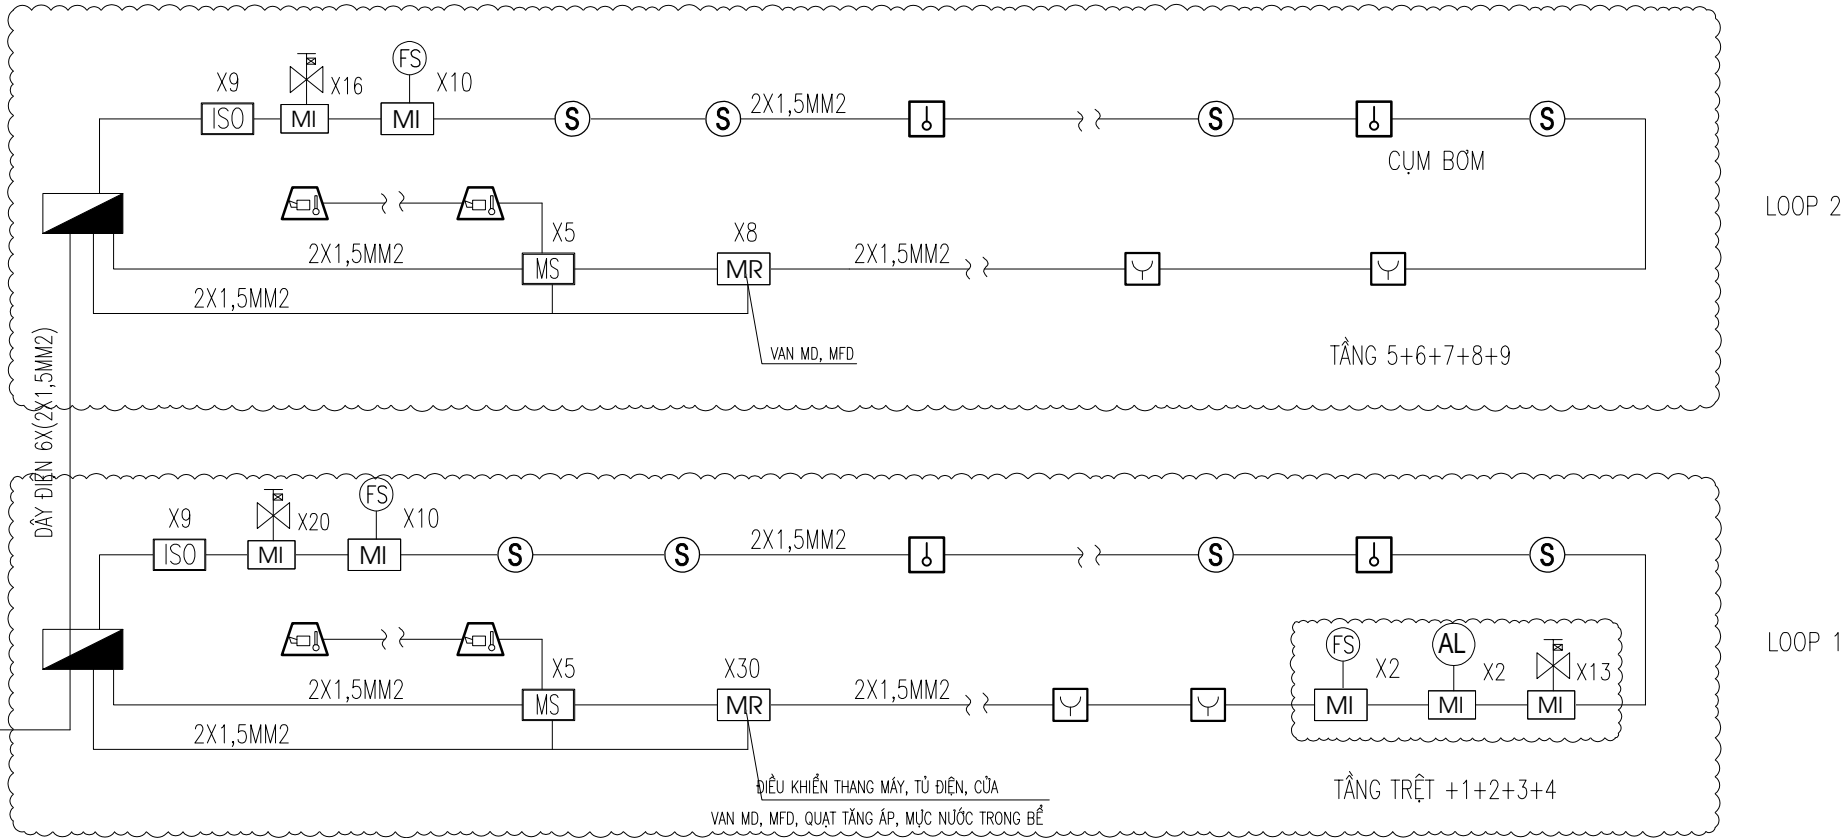 FS
X9
X16
X10
ISO
MI
MI
S
S
2X1,5MM2
S
S
CỤM BƠM
LOOP 2
X5
X8
2X1,5MM2
MS
MR
2X1,5MM2
2X1,5MM2
VAN MD, MFD
TẦNG 5+6+7+8+9
DÂY ĐIỆN 6X(2X1,5MM2)
FS
X9
X20
X10
ISO
MI
MI
S
S
2X1,5MM2
S
S
FS
X2
AL
X2
X13
LOOP 1
X5
X30
2X1,5MM2
MS
MR
2X1,5MM2
MI
MI
MI
2X1,5MM2
ĐIỀU KHIỂN THANG MÁY, TỦ ĐIỆN, CỬA
VAN MD, MFD, QUẠT TĂNG ÁP, MỰC NƯỚC TRONG BỂ
TẦNG TRỆT +1+2+3+4